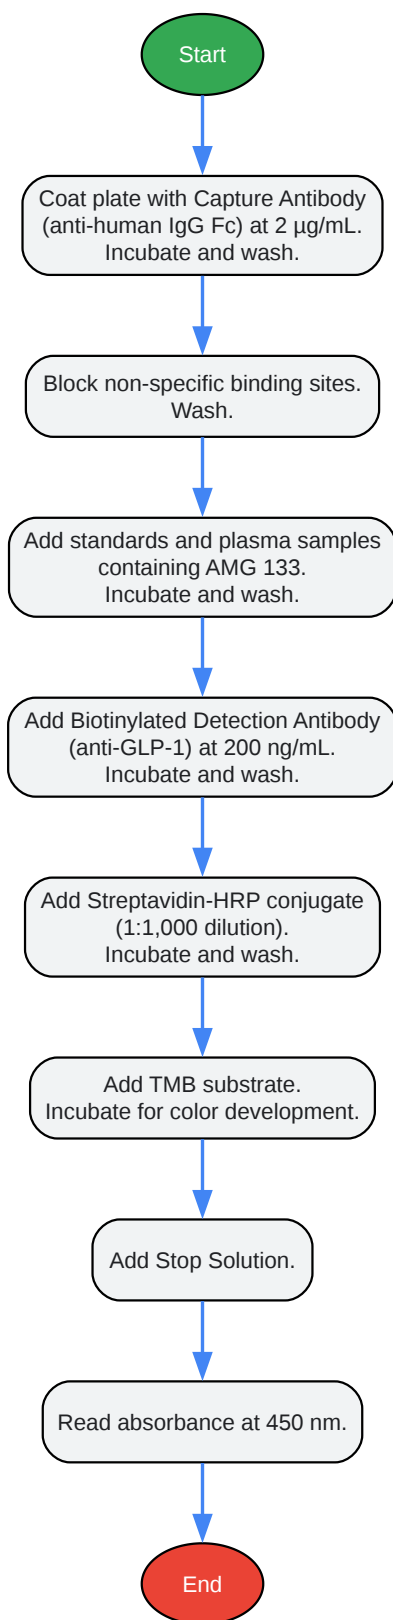 Start
Coat plate with Capture Antibody
(anti-human IgG Fc) at 2 µg/mL.
Incubate and wash.
Block non-specific binding sites.
Wash.
Add standards and plasma samples
containing AMG 133.
Incubate and wash.
Add Biotinylated Detection Antibody
(anti-GLP-1) at 200 ng/mL.
Incubate and wash.
Add Streptavidin-HRP conjugate
(1:1,000 dilution).
Incubate and wash.
Add TMB substrate.
Incubate for color development.
Add Stop Solution.
Read absorbance at 450 nm.
End